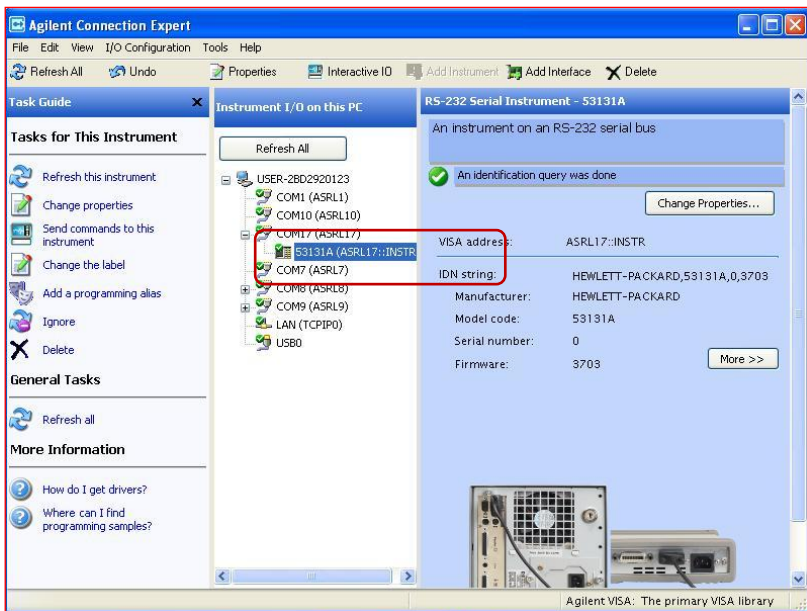 Agilent Connection Expert
File Edit View I/O Configuration Tools Help
Refresh All Undo Properties Interactive IO Add Instrument Add Interface Delete
Task Guide
Tasks for This Instrument
Refresh this instrument
Change properties
Send commands to this
instrument
Change the label
Add a programming alias
Ignore
Delete
General Tasks
Refresh all
More Information
How do I get drivers?
Where can I find
programming samples?
Instrument I/O on this PC
Refresh All
USER-2BD2920123
COM1 (ASRL1)
COM10 (ASRL10)
COM17 (ASRL17)
53131A (ASRL17::INSTR
COM7 (ASRL7)
COM8 (ASRL8)
COM9 (ASRL9)
LAN (TCPIP0)
USB0
RS-232 Serial Instrument - 53131A
An instrument on an RS-232 serial bus
An identification query was done
Change Properties...
VISA address: ASRL17::INSTR
IDN string: HEWLETT-PACKARD,53131A,0,3703
Manufacturer: HEWLETT-PACKARD
Model code: 53131A
Serial number: 0
Firmware: 3703
More >>
Agilent VISA: The primary VISA library